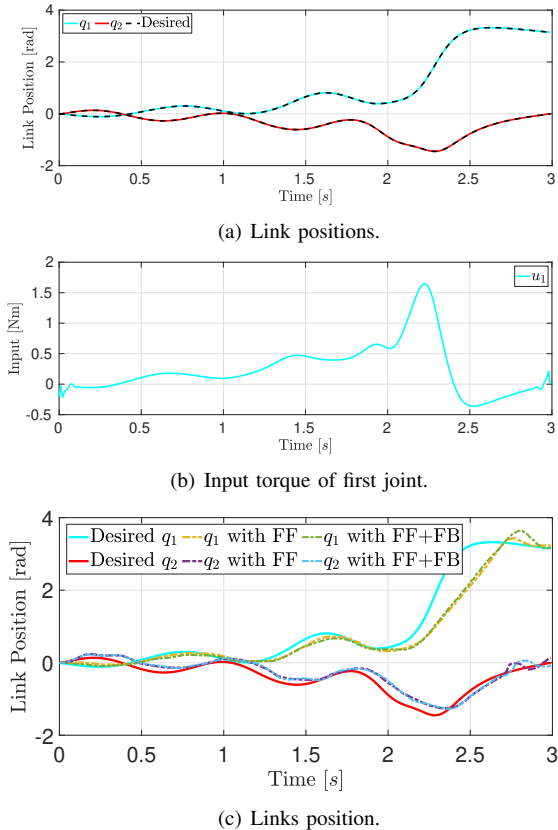 q₁ q₂ Desired
Link Position [rad]
4
2
0
-2
0 0.5 1 1.5 2 2.5 3
Time [s]
(a) Link positions.
u₁
Input [Nm]
2
1.5
1
0.5
0
-0.5
0 0.5 1 1.5 2 2.5 3
Time [s]
(b) Input torque of first joint.
Desired q₁ q₁ with FF q₁ with FF+FB
Desired q₂ q₂ with FF q₂ with FF+FB
Link Position [rad]
4
2
0
-2
0 0.5 1 1.5 2 2.5 3
Time [s]
(c) Links position.